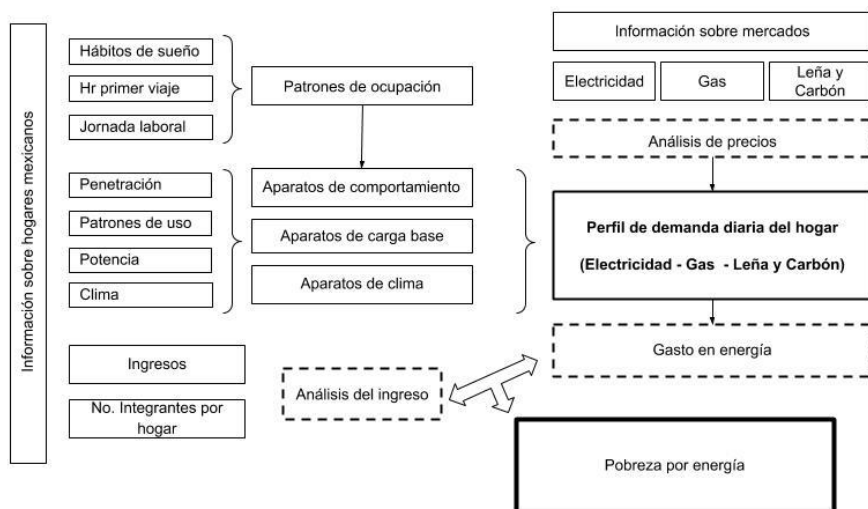 Información sobre hogares mexicanos
Hábitos de sueño
Hr primer viaje
Jornada laboral
Patrones de ocupación
Penetración
Patrones de uso
Potencia
Clima
Aparatos de comportamiento
Aparatos de carga base
Aparatos de clima
Ingresos
No. Integrantes por
hogar
Análisis del ingreso
Información sobre mercados
Electricidad
Gas
Leña y
Carbón
Análisis de precios
Perfil de demanda diaria del hogar
(Electricidad - Gas - Leña y Carbón)
Gasto en energía
Pobreza por energía